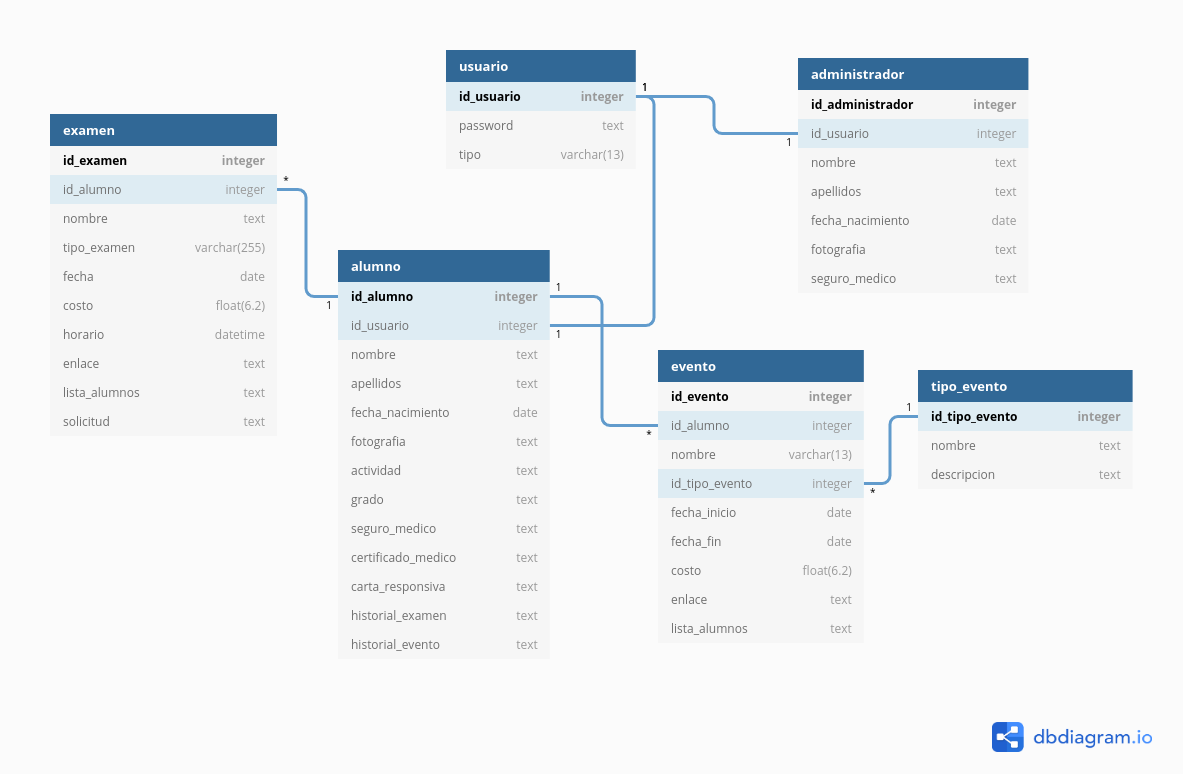 usuario
id_usuario integer
password text
tipo varchar(13)
1
administrador
id_administrador integer
id_usuario integer
nombre text
apellidos text
fecha_nacimiento date
fotografia text
seguro_medico text
1
examen
id_examen integer
id_alumno integer
nombre text
tipo_examen varchar(255)
fecha date
costo float(6.2)
horario datetime
enlace text
lista_alumnos text
solicitud text
*
1
alumno
id_alumno integer
id_usuario integer
nombre text
apellidos text
fecha_nacimiento date
fotografia text
actividad text
grado text
seguro_medico text
certificado_medico text
carta_responsiva text
historial_examen text
historial_evento text
1
1
evento
id_evento integer
id_alumno integer
nombre varchar(13)
id_tipo_evento integer
fecha_inicio date
fecha_fin date
costo float(6.2)
enlace text
lista_alumnos text
*
*
1
tipo_evento
id_tipo_evento integer
nombre text
descripcion text
dbdiagram.io